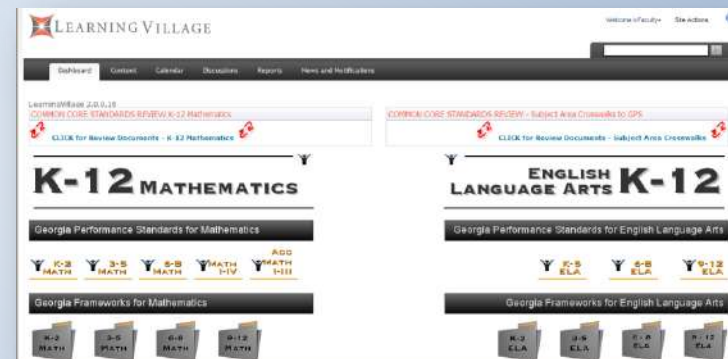 LEARNING VILLAGE
Welcome eFaculty
Site Actions
Dashboard Content Calendar Discussions Reports News and Notifications
LearningVillage 2.0.0.16
COMMON CORE STANDARDS REVIEW K-12 Mathematics
CLICK for Review Documents - K-12 Mathematics
COMMON CORE STANDARDS REVIEW - Subject Area Crosswalks to GPS
CLICK for Review Documents - Subject Area Crosswalks
K-12 MATHEMATICS
ENGLISH
LANGUAGE ARTS K-12
Georgia Performance Standards for Mathematics
Georgia Performance Standards for English Language Arts
K-2 MATH
3-5 MATH
6-8 MATH
MATH I-IV
ADD MATH I-III
K-5 ELA
6-8 ELA
9-12 ELA
Georgia Frameworks for Mathematics
Georgia Frameworks for English Language Arts
K-2 MATH
3-5 MATH
6-8 MATH
9-12 MATH
K-2 ELA
3-5 ELA
6-8 ELA
9-12 ELA